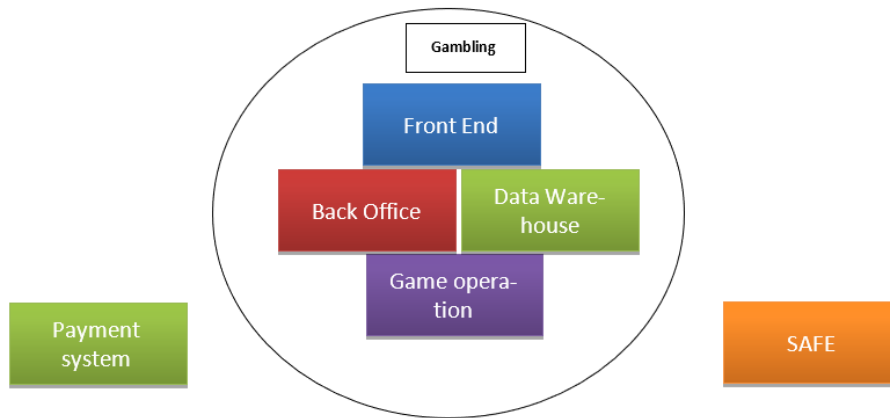 Gambling
Front End
Back Office
Data Ware-
house
Game opera-
tion
Payment
system
SAFE